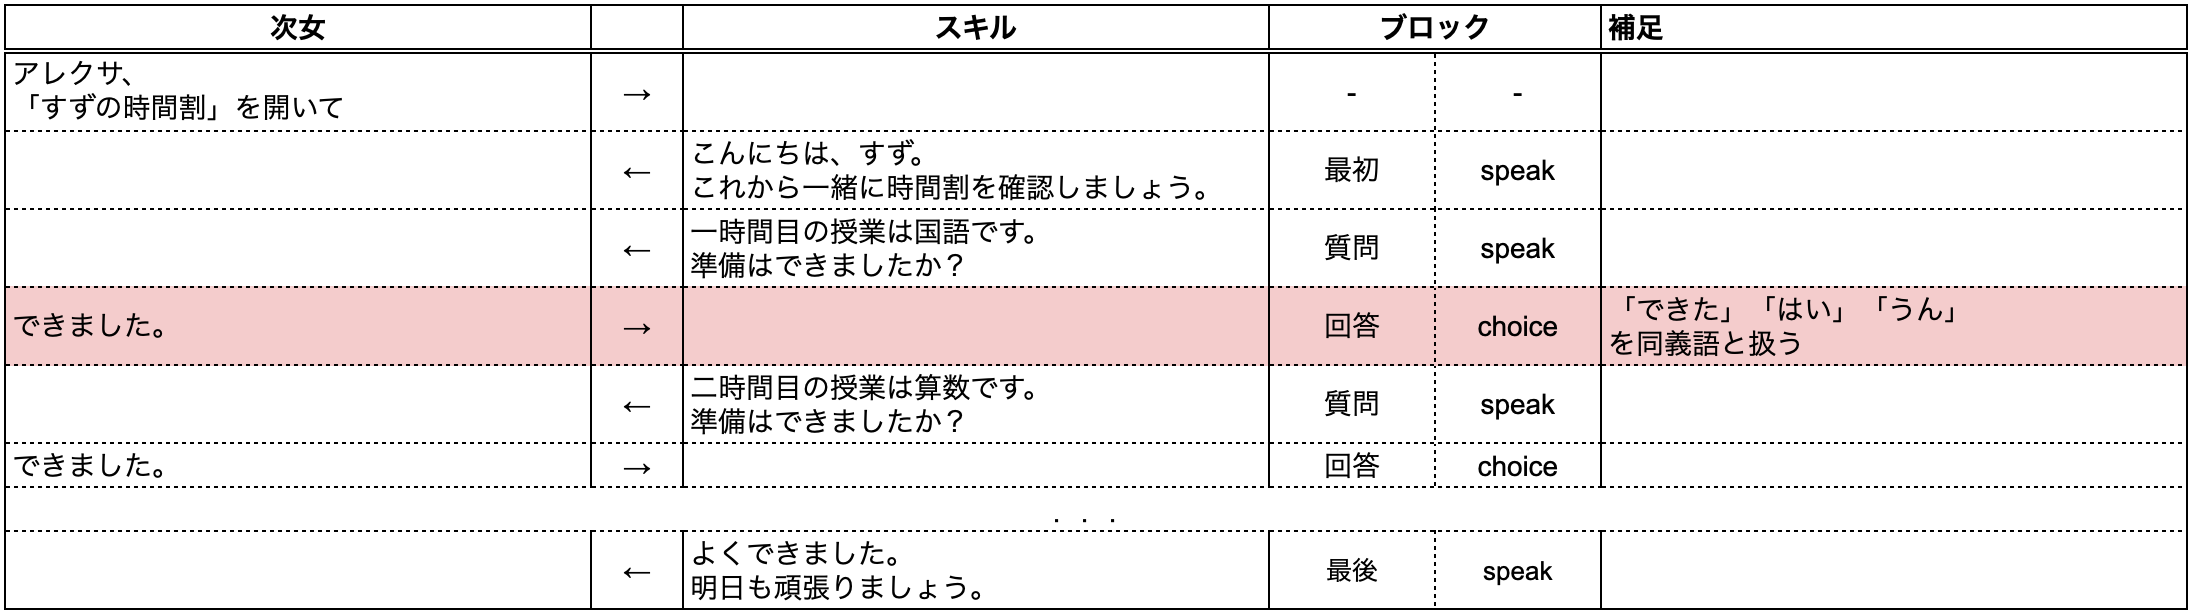 次女 スキル ブロック 補足
アレクサ、
「すずの時間割」を開いて → - -
← こんにちは、すず。
これから一緒に時間割を確認しましょう。 最初 speak
← 一時間目の授業は国語です。
準備はできましたか？ 質問 speak
できました。 → 回答 choice 「できた」「はい」「うん」
を同義語と扱う
← 二時間目の授業は算数です。
準備はできましたか？ 質問 speak
できました。 → 回答 choice
．．．
← よくできました。
明日も頑張りましょう。 最後 speak